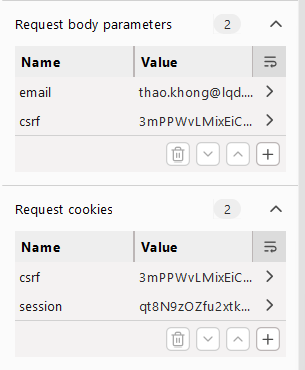 Request body parameters 2
Name Value
email thao.khong@lqd....
csrf 3mPPWvLMixEiC...
Request cookies 2
Name Value
csrf 3mPPWvLMixEiC...
session qt8N9zOZfu2xtk...